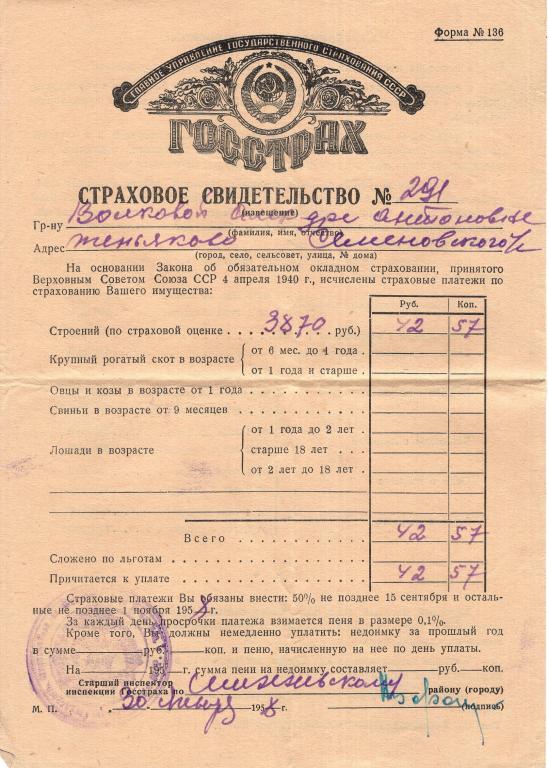 Форма № 136
ГЛАВНОЕ УПРАВЛЕНИЕ ГОСУДАРСТВЕННОГО СТРАХОВАНИЯ СССР
ГОССТРАХ
СТРАХОВОЕ СВИДЕТЕЛЬСТВО № 291
(извещение)
Гр-ну Волковой Антоновне
(фамилия, имя, отчество)
Адрес Семеновского
(город, село, сельсовет, улица, № дома)
На основании Закона об обязательном окладном страховании, принятого
Верховным Советом Союза ССР 4 апреля 1940 г., исчислены страховые платежи по
страхованию Вашего имущества:
Руб. Коп.
Строений (по страховой оценке . . . . 3870 руб.) 42 57
Крупный рогатый скот в возрасте
от 6 мес. до 1 года .
от 1 года и старше .
Овцы и козы в возрасте от 1 года . . . . . . . . . .
Свиньи в возрасте от 9 месяцев . . . . . . . . . . .
Лошади в возрасте
от 1 года до 2 лет .
старше 18 лет . . .
от 2 лет до 18 лет .
Всего . . . . 42 57
Сложено по льготам . . . . . . . . . . . . .
Причитается к уплате . . . . . . . . . . . . 42 57
Страховые платежи Вы обязаны внести: 50% не позднее 15 сентября и осталь-
ные не позднее 1 ноября 1958 г.
За каждый день просрочки платежа взимается пеня в размере 0,1%.
Кроме того, Вы должны немедленно уплатить: недоимку за прошлый год
в сумме руб. коп. и пеню, начисленную на нее по день уплаты.
На 195 г. сумма пени на недоимку составляет руб. коп.
Старший инспектор
инспекции Госстраха по району (городу)
М. П. 30 1958 г. (подпись)